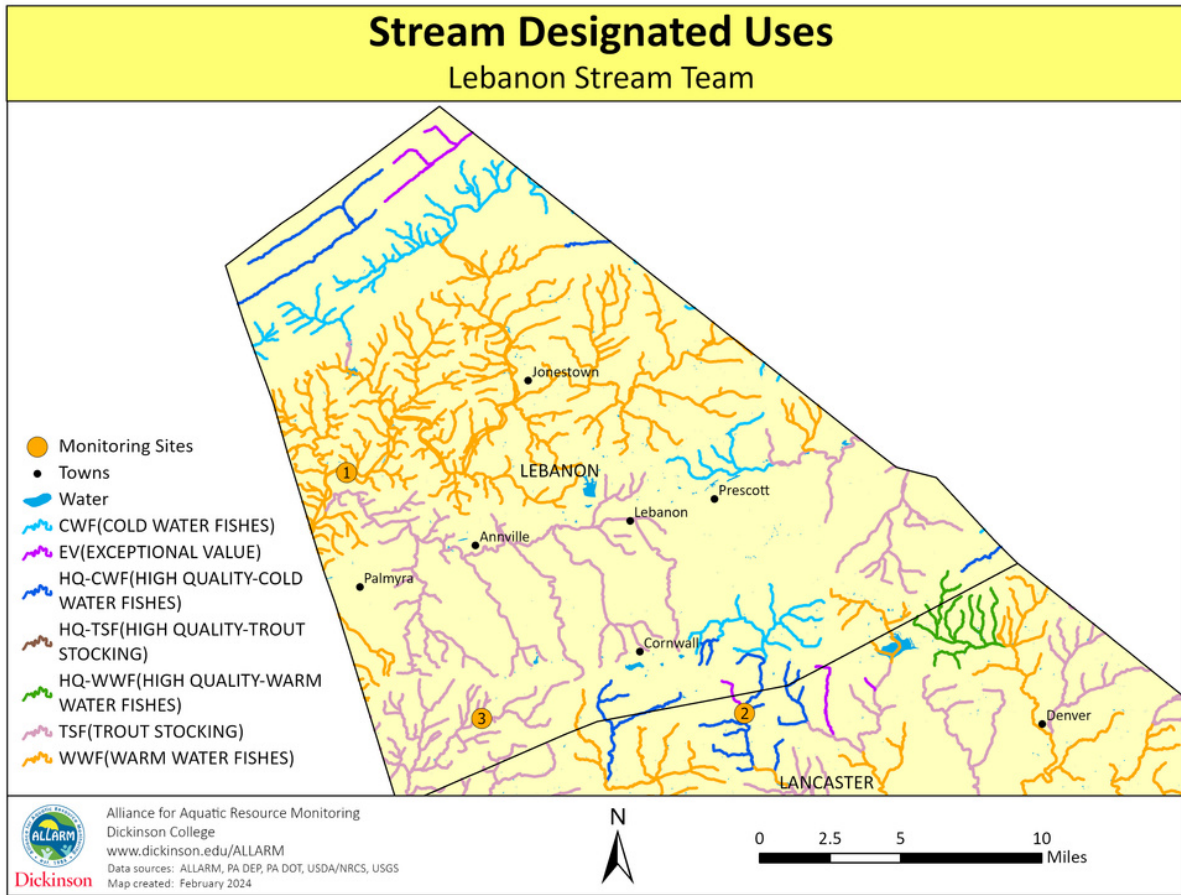 Stream Designated Uses
Lebanon Stream Team
Jonestown
LEBANON
Prescott
Lebanon
Annville
Palmyra
Cornwall
Denver
LANCASTER
1
2
3
Monitoring Sites
Towns
Water
CWF(COLD WATER FISHES)
EV(EXCEPTIONAL VALUE)
HQ-CWF(HIGH QUALITY-COLD
WATER FISHES)
HQ-TSF(HIGH QUALITY-TROUT
STOCKING)
HQ-WWF(HIGH QUALITY-WARM
WATER FISHES)
TSF(TROUT STOCKING)
WWF(WARM WATER FISHES)
ALLARM
Dickinson
Alliance for Aquatic Resource Monitoring
Dickinson College
www.dickinson.edu/ALLARM
Data sources: ALLARM, PA DEP, PA DOT, USDA/NRCS, USGS
Map created: February 2024
N
0 2.5 5 10
Miles